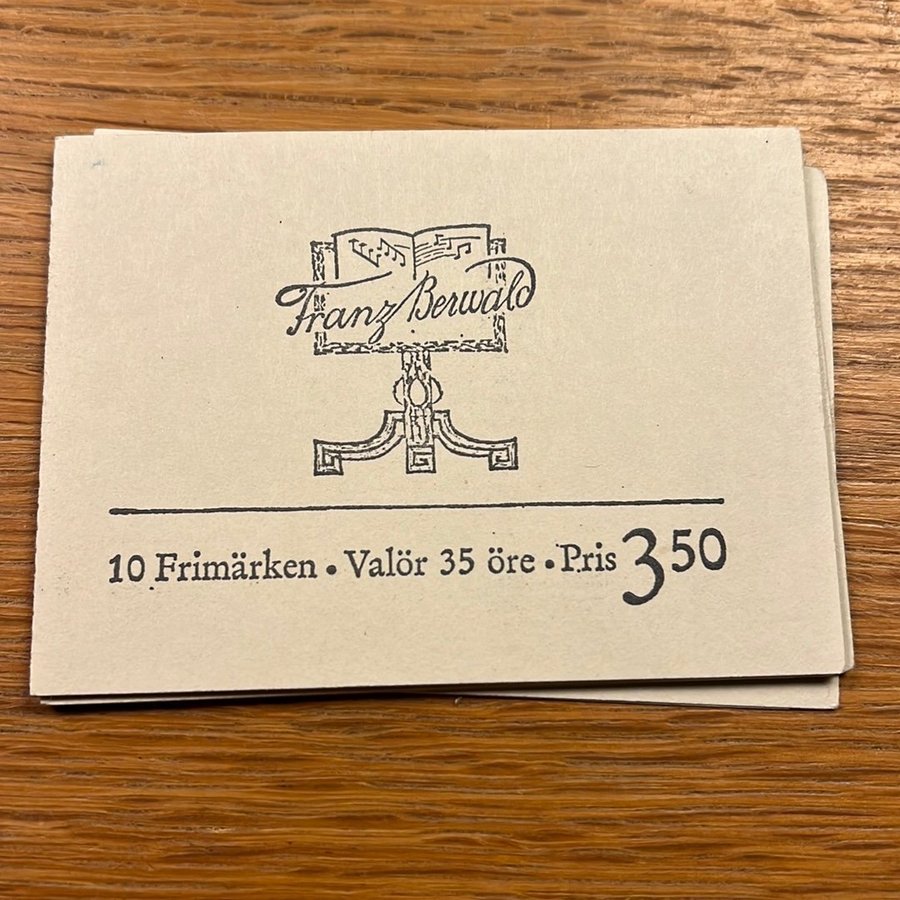 Franz Berwald
10 Frimärken • Valör 35 öre • Pris 3 50